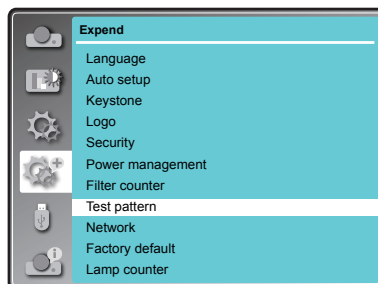 Expend
Language
Auto setup
Keystone
Logo
Security
Power management
Filter counter
Test pattern
Network
Factory default
Lamp counter